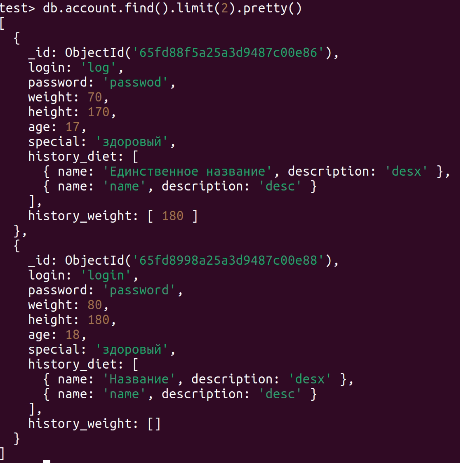 test> db.account.find().limit(2).pretty()
[
  {
    _id: ObjectId('65fd88f5a25a3d9487c00e86'),
    login: 'log',
    password: 'passwod',
    weight: 70,
    height: 170,
    age: 17,
    special: 'здоровый',
    history_diet: [
      { name: 'Единственное название', description: 'desx' },
      { name: 'name', description: 'desc' }
    ],
    history_weight: [ 180 ]
  },
  {
    _id: ObjectId('65fd8998a25a3d9487c00e88'),
    login: 'login',
    password: 'password',
    weight: 80,
    height: 180,
    age: 18,
    special: 'здоровый',
    history_diet: [
      { name: 'Название', description: 'desx' },
      { name: 'name', description: 'desc' }
    ],
    history_weight: []
  }
]